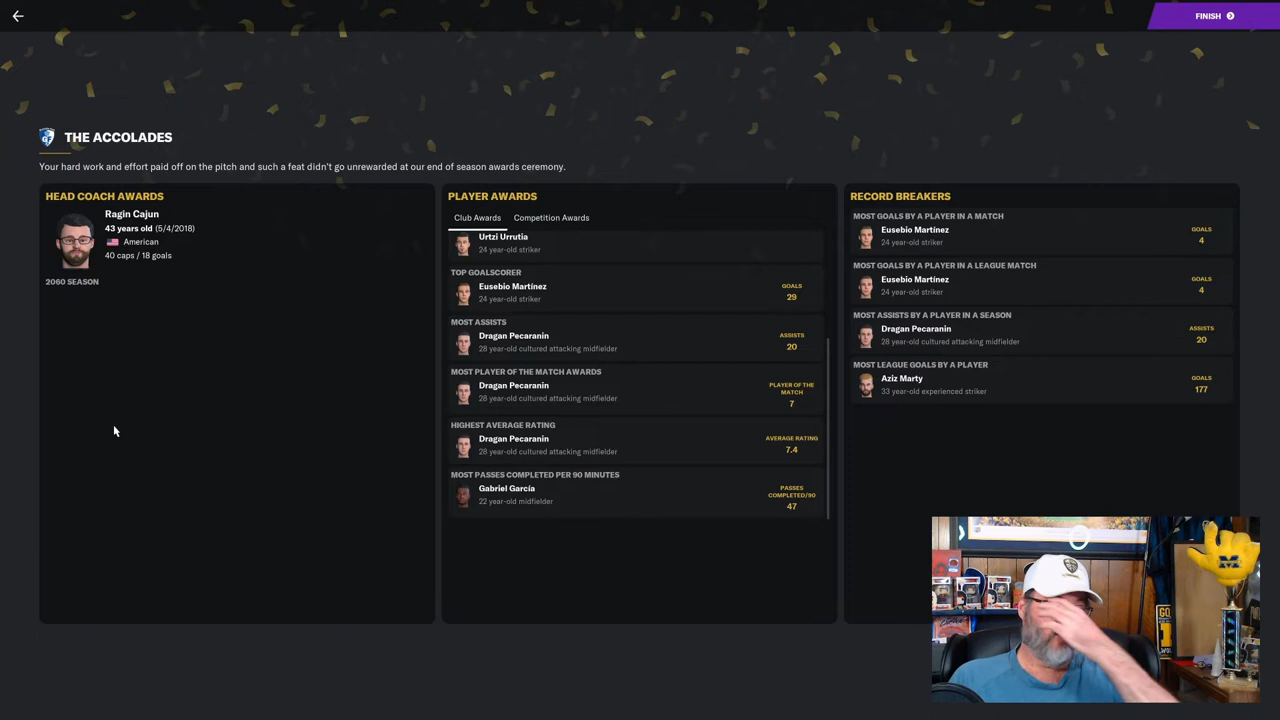 FINISH
THE ACCOLADES
Your hard work and effort paid off on the pitch and such a feat didn't go unrewarded at our end of season awards ceremony.
HEAD COACH AWARDS
Ragin Cajun
43 years old (5/4/2018)
American
40 caps / 18 goals
2060 SEASON
PLAYER AWARDS
Club Awards Competition Awards
Urtzi Urrutia
24 year-old striker
TOP GOALSCORER
Eusebio Martínez
24 year-old striker
GOALS
29
MOST ASSISTS
Dragan Pecaranin
28 year-old cultured attacking midfielder
ASSISTS
20
MOST PLAYER OF THE MATCH AWARDS
Dragan Pecaranin
28 year-old cultured attacking midfielder
PLAYER OF THE
MATCH
7
HIGHEST AVERAGE RATING
Dragan Pecaranin
28 year-old cultured attacking midfielder
AVERAGE RATING
7.4
MOST PASSES COMPLETED PER 90 MINUTES
Gabriel García
22 year-old midfielder
PASSES
COMPLETED/90
47
RECORD BREAKERS
MOST GOALS BY A PLAYER IN A MATCH
Eusebio Martínez
24 year-old striker
GOALS
4
MOST GOALS BY A PLAYER IN A LEAGUE MATCH
Eusebio Martínez
24 year-old striker
GOALS
4
MOST ASSISTS BY A PLAYER IN A SEASON
Dragan Pecaranin
28 year-old cultured attacking midfielder
ASSISTS
20
MOST LEAGUE GOALS BY A PLAYER
Aziz Marty
33 year-old experienced striker
GOALS
177
M
GO